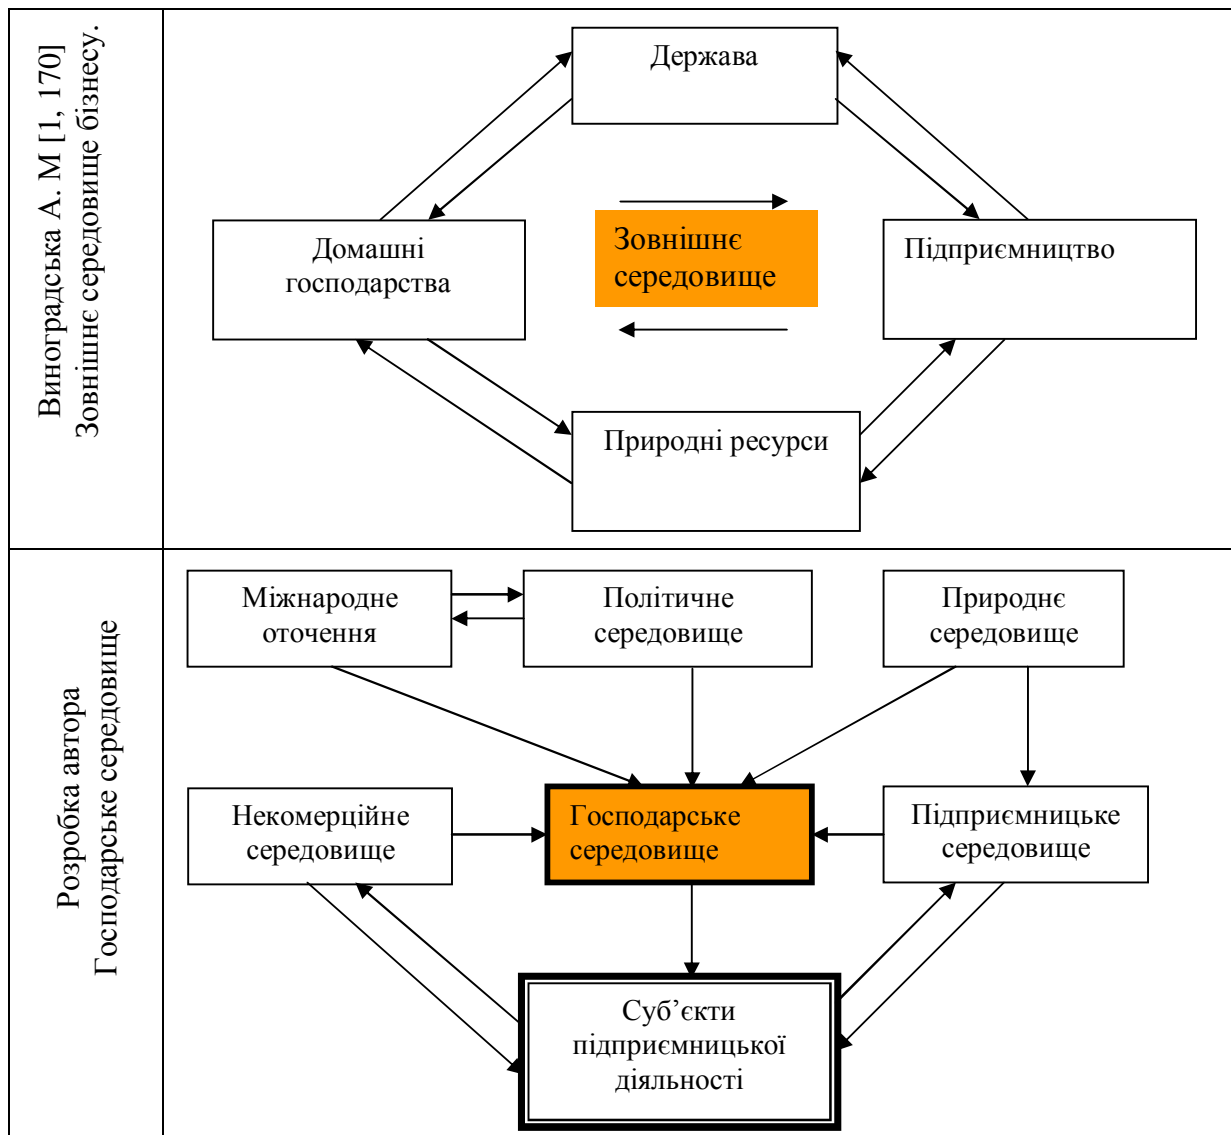 Виноградська А. М [1, 170]
Зовнішнє середовище бізнесу.
Держава
Домашні
господарства
Зовнішнє
середовище
Підприємництво
Природні ресурси
Розробка автора
Господарське середовище
Міжнародне
оточення
Політичне
середовище
Природнє
середовище
Некомерційне
середовище
Господарське
середовище
Підприємницьке
середовище
Суб’єкти
підприємницької
діяльності